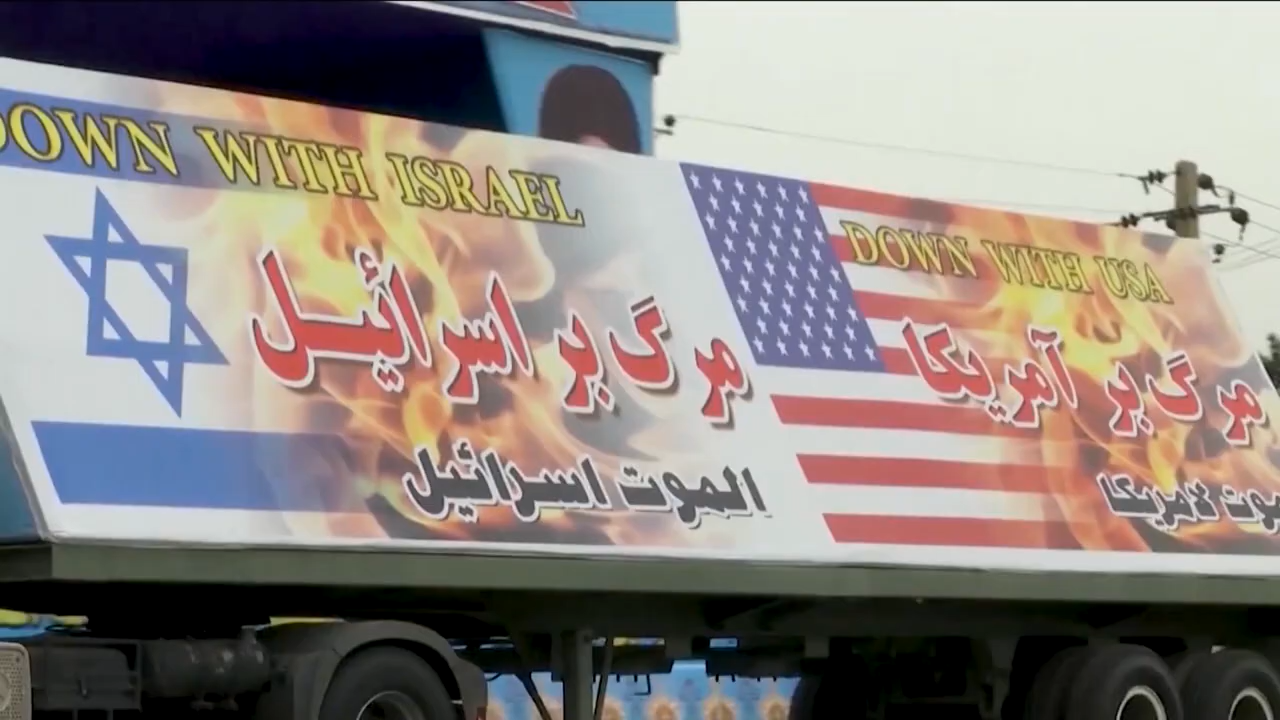 DOWN WITH ISRAEL
مرگ بر اسرائیل
الموت اسرائیل
DOWN WITH USA
مرگ بر آمریکا
لامریکا